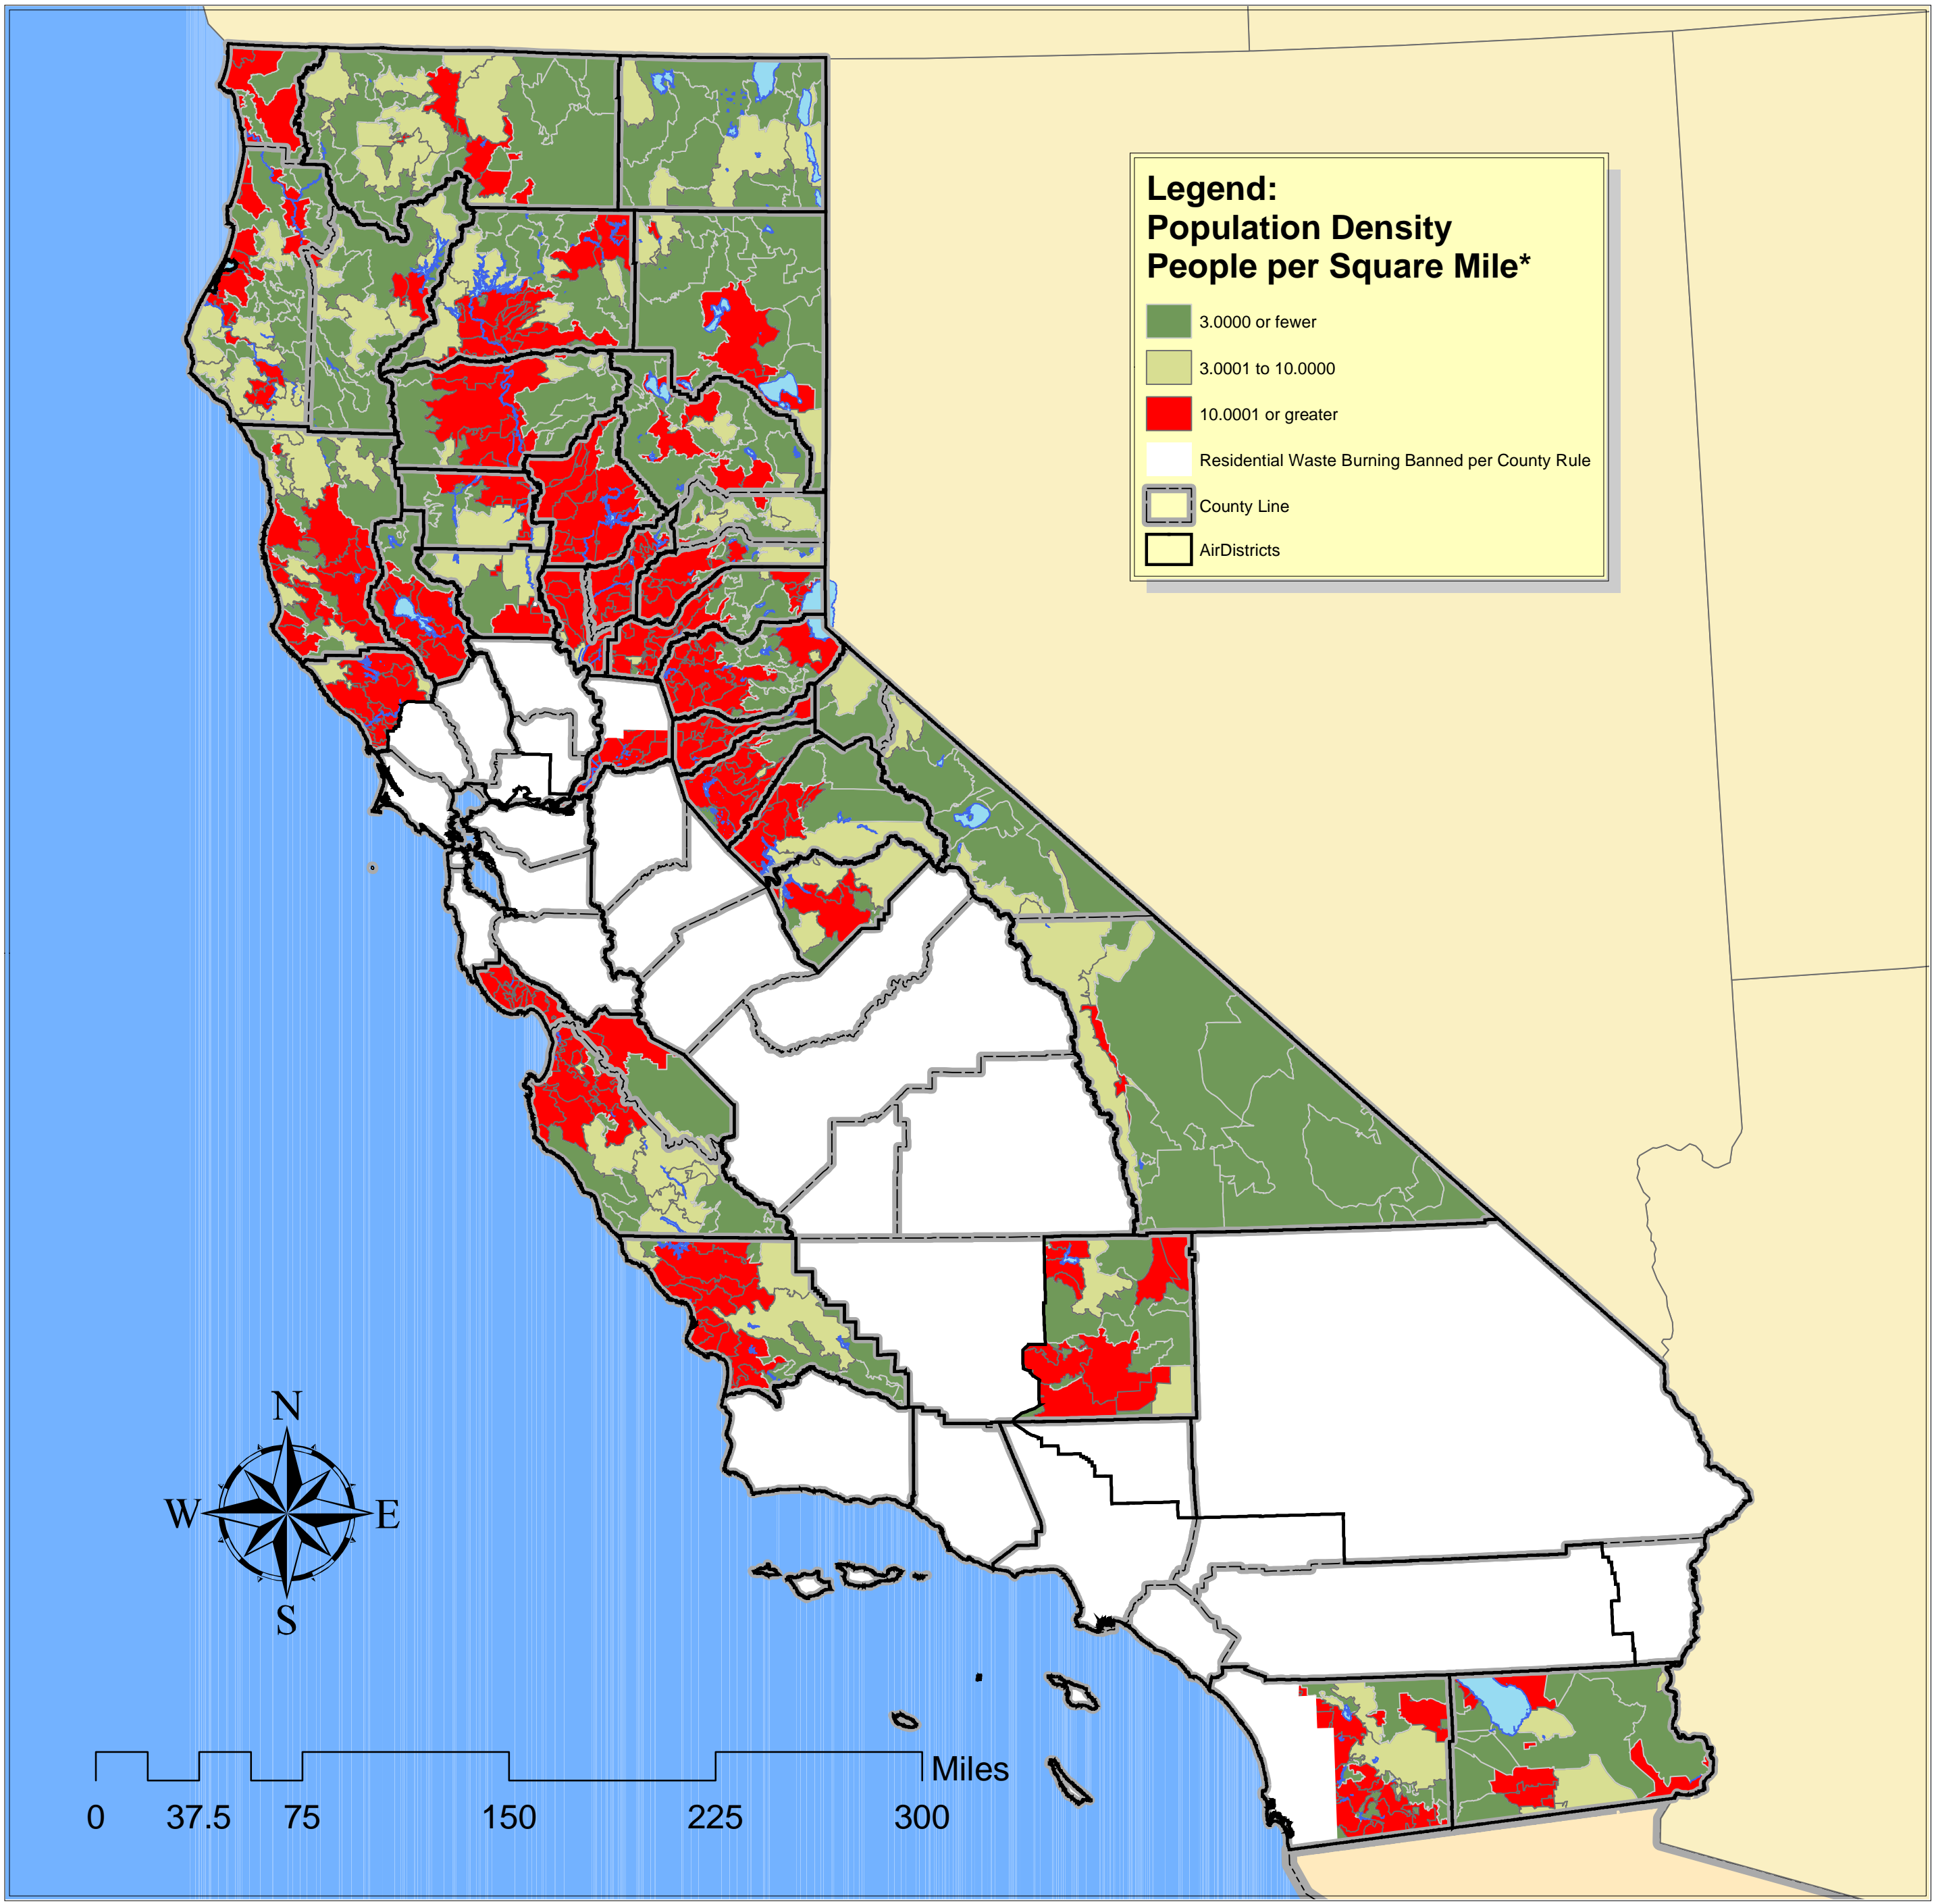 Legend:
Population Density
People per Square Mile*
3.0000 or fewer
3.0001 to 10.0000
10.0001 or greater
Residential Waste Burning Banned per County Rule
County Line
AirDistricts
N
W
E
S
Miles
0
37.5
75
150
225
300